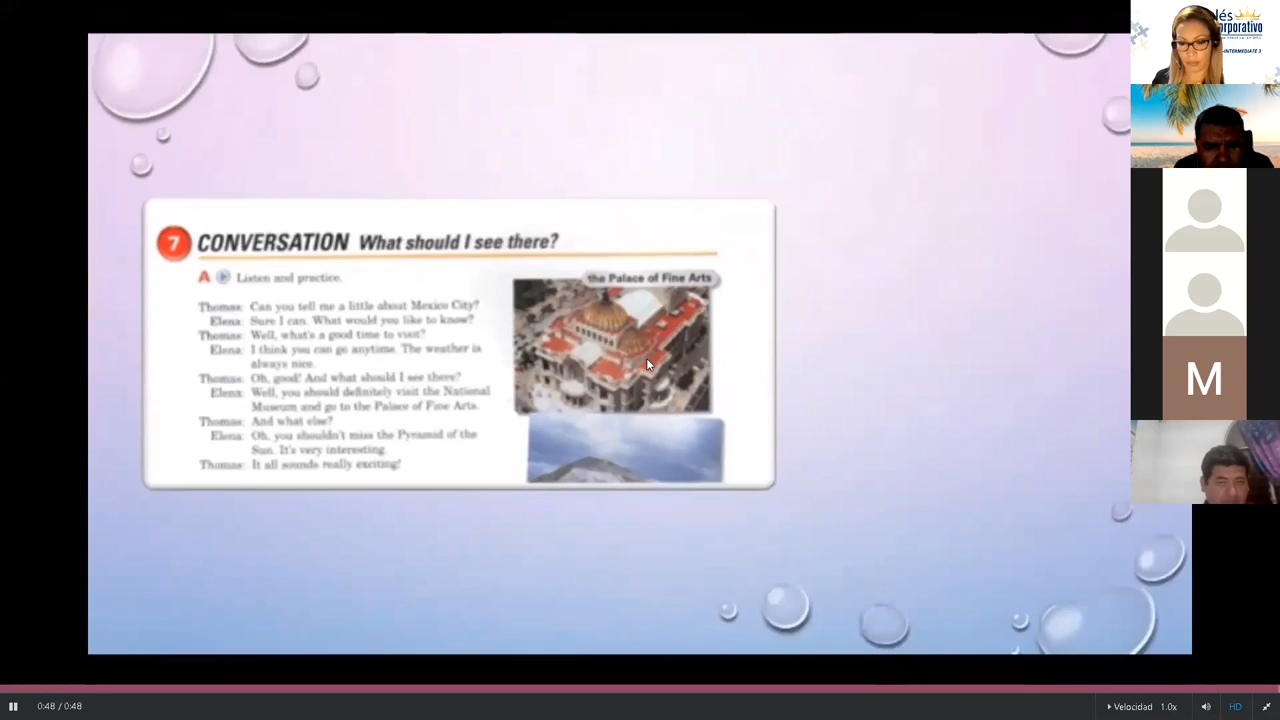 7 CONVERSATION What should I see there?
A Listen and practice.
the Palace of Fine Arts
Thomas: Can you tell me a little about Mexico City?
Elena: Sure I can. What would you like to know?
Thomas: Well, what's a good time to visit?
Elena: I think you can go anytime. The weather is
always nice.
Thomas: Oh, good! And what should I see there?
Elena: Well, you should definitely visit the National
Museum and go to the Palace of Fine Arts.
Thomas: And what else?
Elena: Oh, you shouldn't miss the Pyramid of the
Sun. It's very interesting.
Thomas: It all sounds really exciting!
lés
orporativo
-INTERMEDIATE 3
M
0:48 / 0:48
Velocidad 1.0x
HD